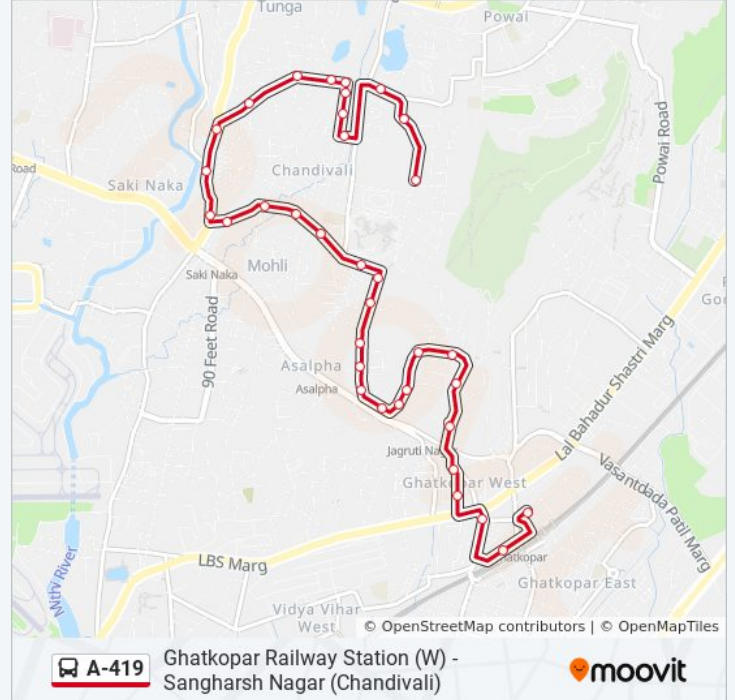 Tunga
Powai
Powai Road
Road
Chandivali
Saki Naka
Saki Naka
Mohli
90 Feet Road
Asalpha
Asalpha
Lal Bahadur Shastri Marg
Jagruti Na
Ghatkopar West
Vasantdada Patil Marg
LBS Marg
atkopar
Ghatkopar East
Mithi River
Vidya Vihar
West
© OpenStreetMap contributors | © OpenMapTiles
A-419
Ghatkopar Railway Station (W) -
Sangharsh Nagar (Chandivali)
moovit